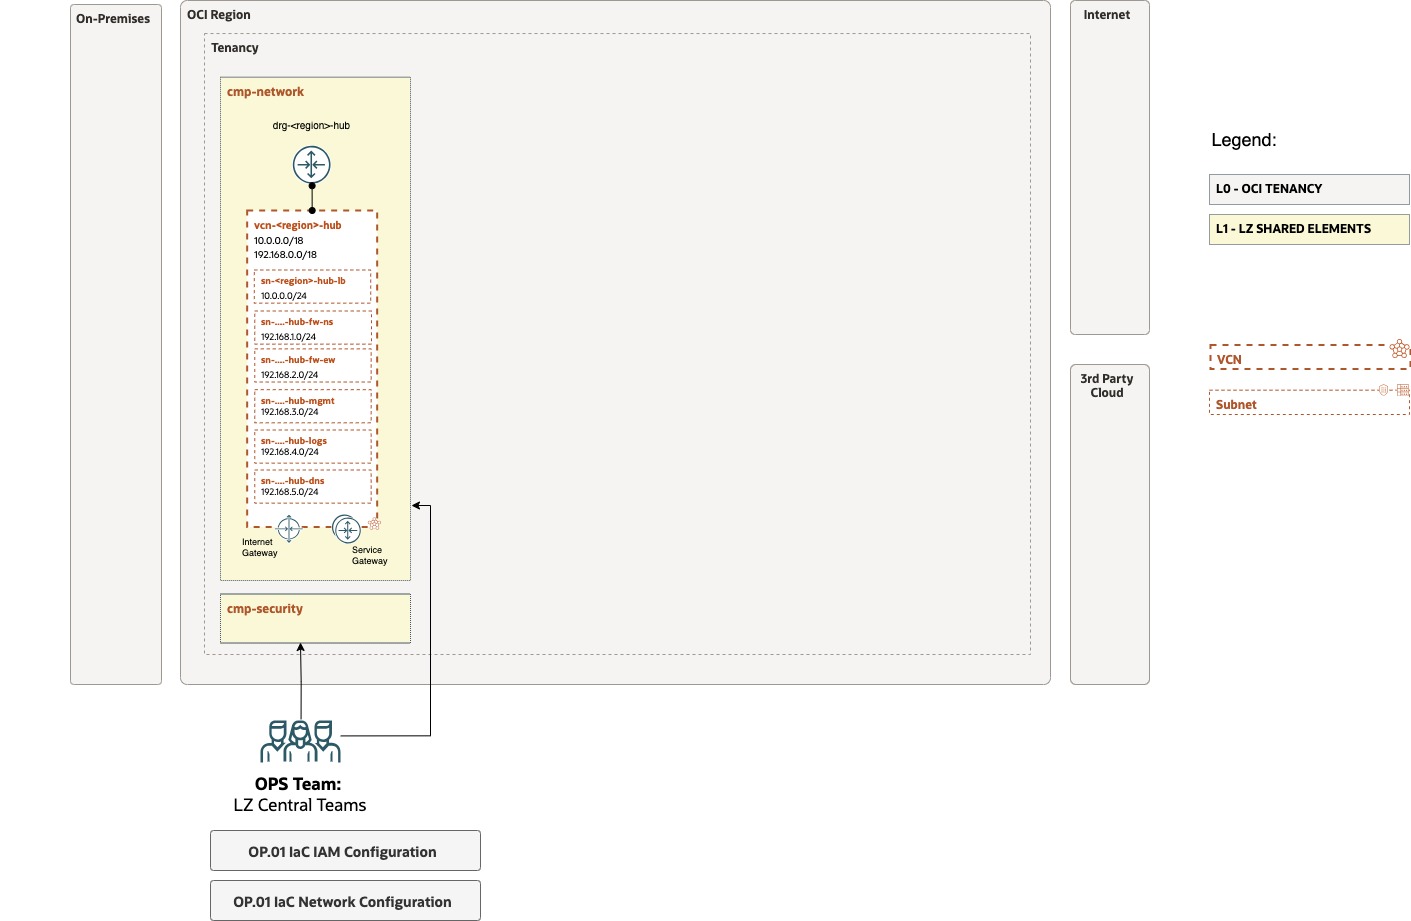 On-Premises
OCI Region
Tenancy
cmp-network
drg-<region>-hub
vcn-<region>-hub
10.0.0.0/18
192.168.0.0/18
sn-<region>-hub-lb
10.0.0.0/24
sn-....-hub-fw-ns
192.168.1.0/24
sn-....-hub-fw-ew
192.168.2.0/24
sn-....-hub-mgmt
192.168.3.0/24
sn-....-hub-logs
192.168.4.0/24
sn-....-hub-dns
192.168.5.0/24
Internet
Gateway
Service
Gateway
cmp-security
OPS Team:
LZ Central Teams
OP.01 IaC IAM Configuration
OP.01 IaC Network Configuration
Internet
3rd Party
Cloud
Legend:
L0 - OCI TENANCY
L1 - LZ SHARED ELEMENTS
VCN
Subnet